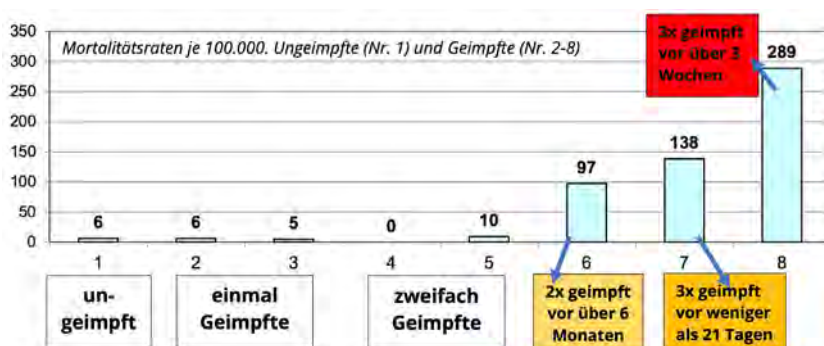 350
300
250
200
150
100
50
0
Mortalitätsraten je 100.000. Ungeimpfte (Nr. 1) und Geimpfte (Nr. 2-8)
3x geimpft
vor über 3
Wochen
6
6
5
0
10
97
138
289
1
2
3
4
5
6
7
8
un-
geimpft
einmal
Geimpfte
zweifach
Geimpfte
2x geimpft
vor über 6
Monaten
3x geimpft
vor weniger
als 21 Tagen